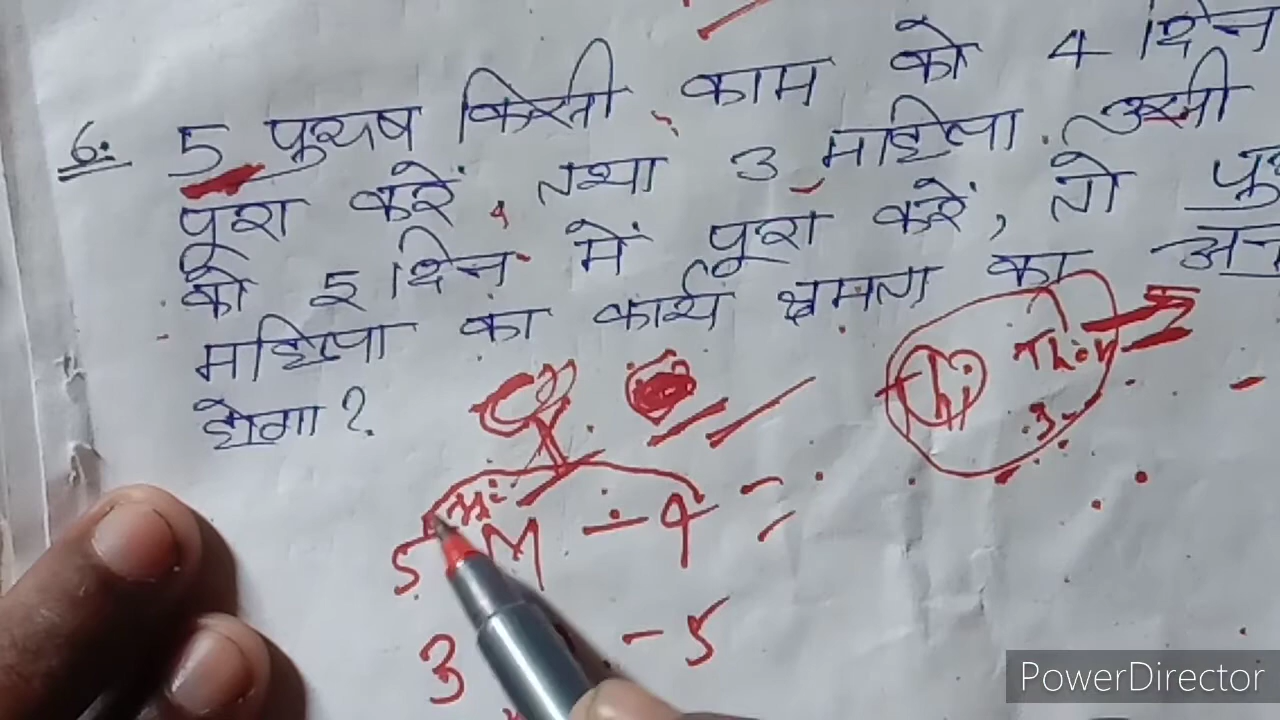 6. 5 पुरुष किसी काम को 4 दिन
पूरा करें तथा 3 महिला उसी
को 5 दिन में पूरा करें, तो
महिला का कार्य क्षमता का
होगा?
5 M - 4
3 - 5
PowerDirector